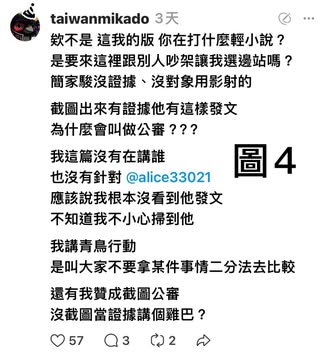 taiwanmikado 3天
欸不是 這我的版 你在打什麼輕小說？
是要來這裡跟別人吵架讓我選邊站嗎？
簡家駿沒證據、沒對象用影射的
截圖出來有證據他有這樣發文
為什麼會叫做公審？？？
我這篇沒有在講誰
也沒有針對 @alice33021
應該說我根本沒看到他發文
不知道我不小心掃到他
圖4
我講青鳥行動
是叫大家不要拿某件事情二分法去比較
還有我贊成截圖公審
沒截圖當證據講個雞巴？
57 3 2